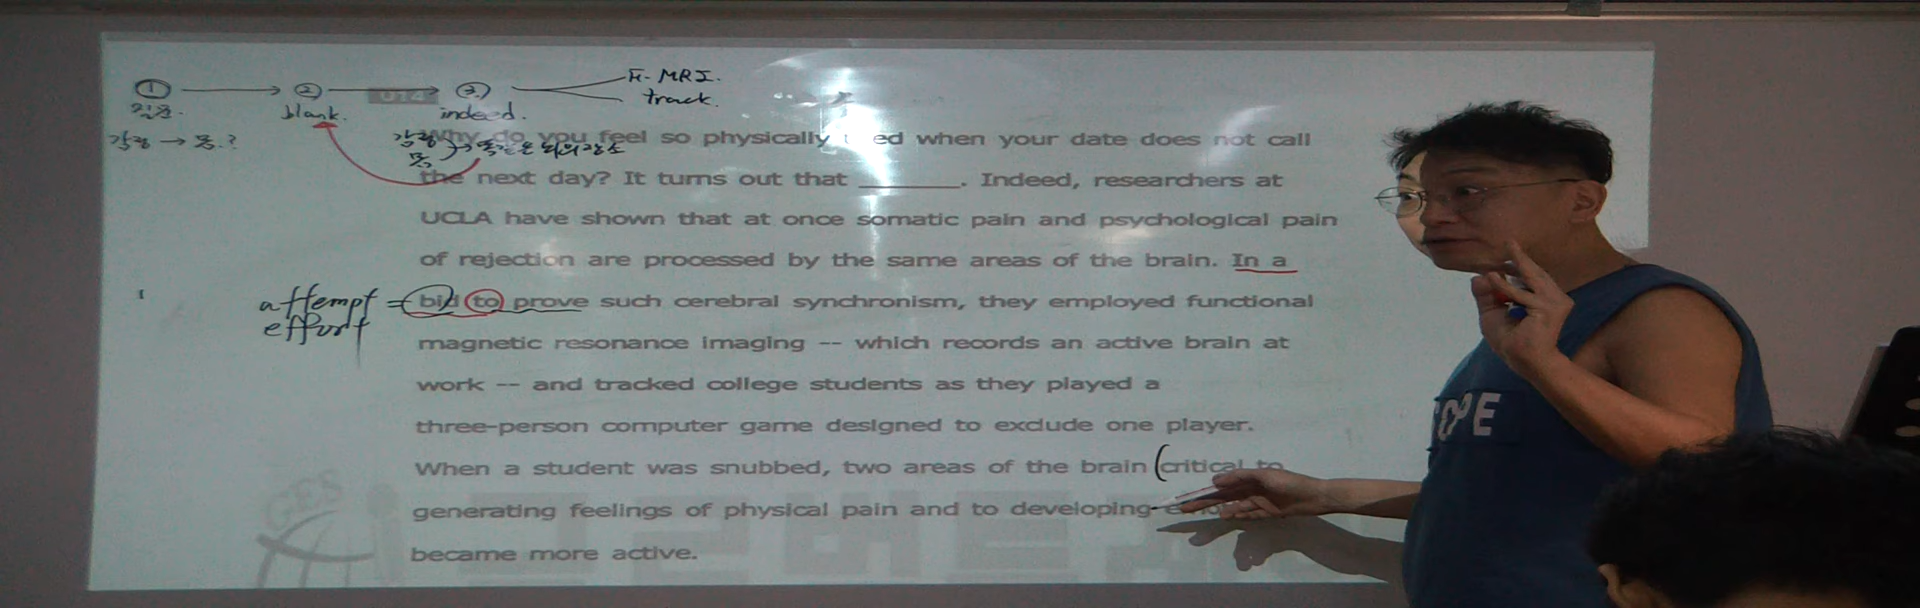 ① → ② → ③
F-MRI.
track.
blank.
indeed.
014
Why do you feel so physically ed when your date does not call
the next day? It turns out that ______. Indeed, researchers at
UCLA have shown that at once somatic pain and psychological pain
of rejection are processed by the same areas of the brain. In a
attempt = bid to prove such cerebral synchronism, they employed functional
effort
magnetic resonance imaging -- which records an active brain at
work -- and tracked college students as they played a
three-person computer game designed to exclude one player.
When a student was snubbed, two areas of the brain (critical to
generating feelings of physical pain and to developing
became more active.
GES
OPE